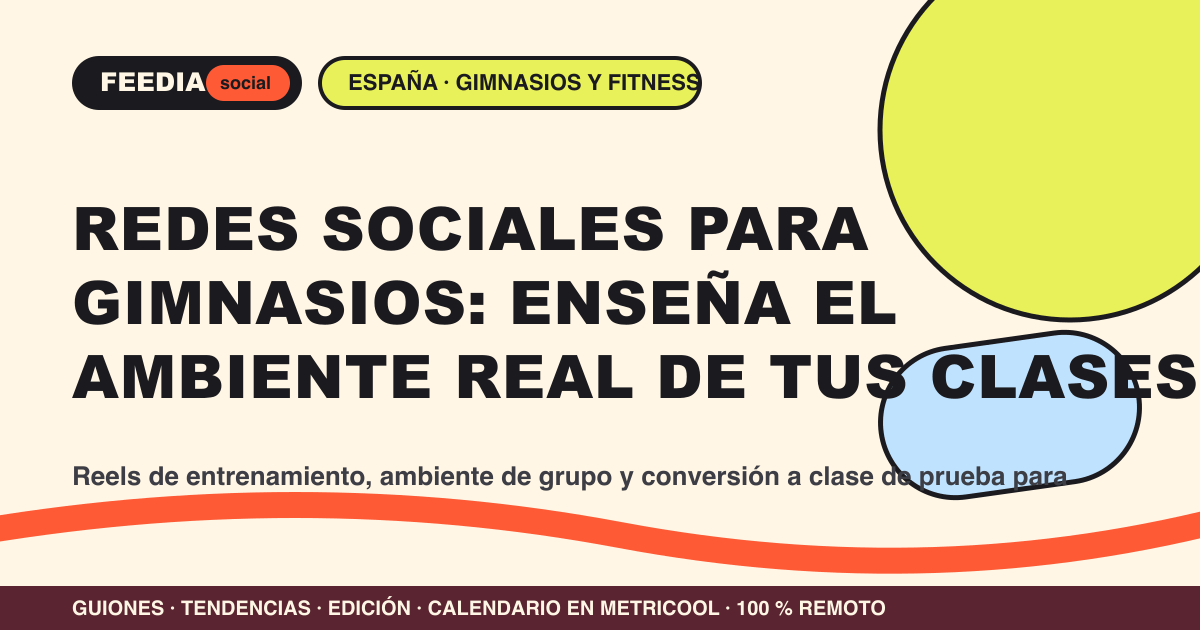 FEEDIA social
ESPAÑA · GIMNASIOS Y FITNESS
REDES SOCIALES PARA
GIMNASIOS: ENSEÑA EL
AMBIENTE REAL DE TUS CLASES
Reels de entrenamiento, ambiente de grupo y conversión a clase de prueba para
GUIONES · TENDENCIAS · EDICIÓN · CALENDARIO EN METRICOOL · 100 % REMOTO